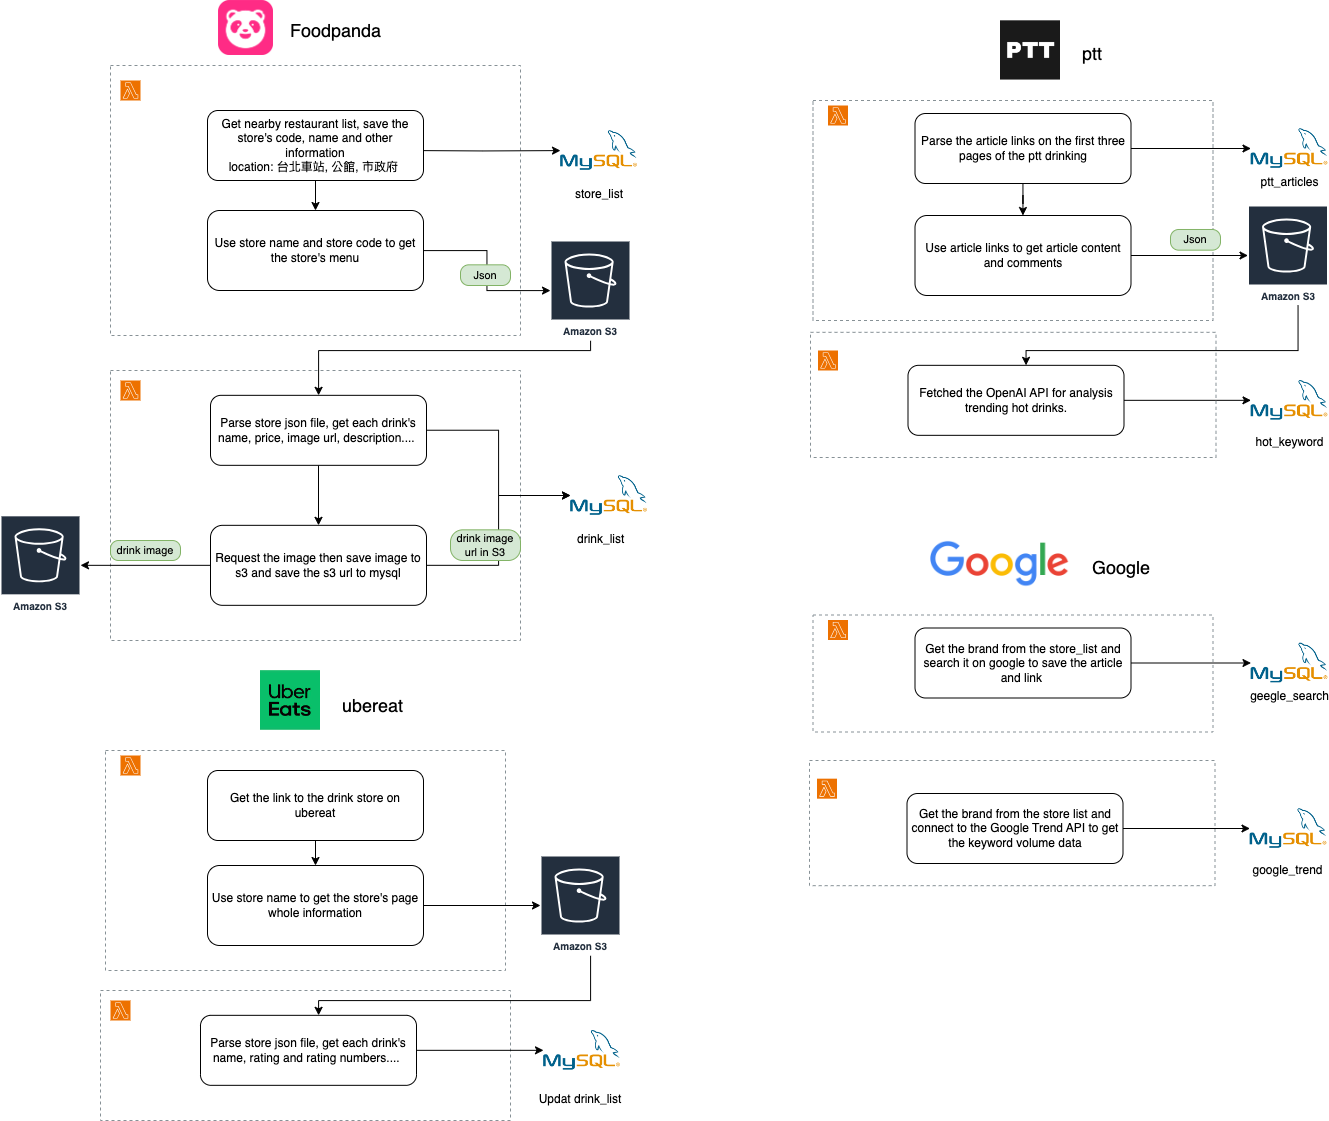 Foodpanda
Get nearby restaurant list, save the
store's code, name and other
information
location: 台北車站, 公館, 市政府
MySQL®
store_list
Use store name and store code to get
the store's menu
Json
Amazon S3
Parse store json file, get each drink's
name, price, image url, description....
MySQL®
drink_list
Request the image then save image to
s3 and save the s3 url to mysql
drink image
url in S3
drink image
Amazon S3
Uber
Eats
ubereat
Get the link to the drink store on
ubereat
Use store name to get the store's page
whole information
Amazon S3
Parse store json file, get each drink's
name, rating and rating numbers....
MySQL®
Updat drink_list
PTT
ptt
Parse the article links on the first three
pages of the ptt drinking
MySQL®
ptt_articles
Use article links to get article content
and comments
Json
Amazon S3
Fetched the OpenAI API for analysis
trending hot drinks.
MySQL®
hot_keyword
Google
Google
Get the brand from the store_list and
search it on google to save the article
and link
MySQL®
geegle_search
Get the brand from the store list and
connect to the Google Trend API to get
the keyword volume data
MySQL®
google_trend